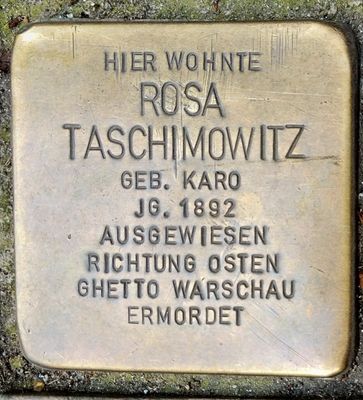 HIER WOHNTE
ROSA
TASCHIMOWITZ
GEB. KARO
JG. 1892
AUSGEWIESEN
RICHTUNG OSTEN
GHETTO WARSCHAU
ERMORDET